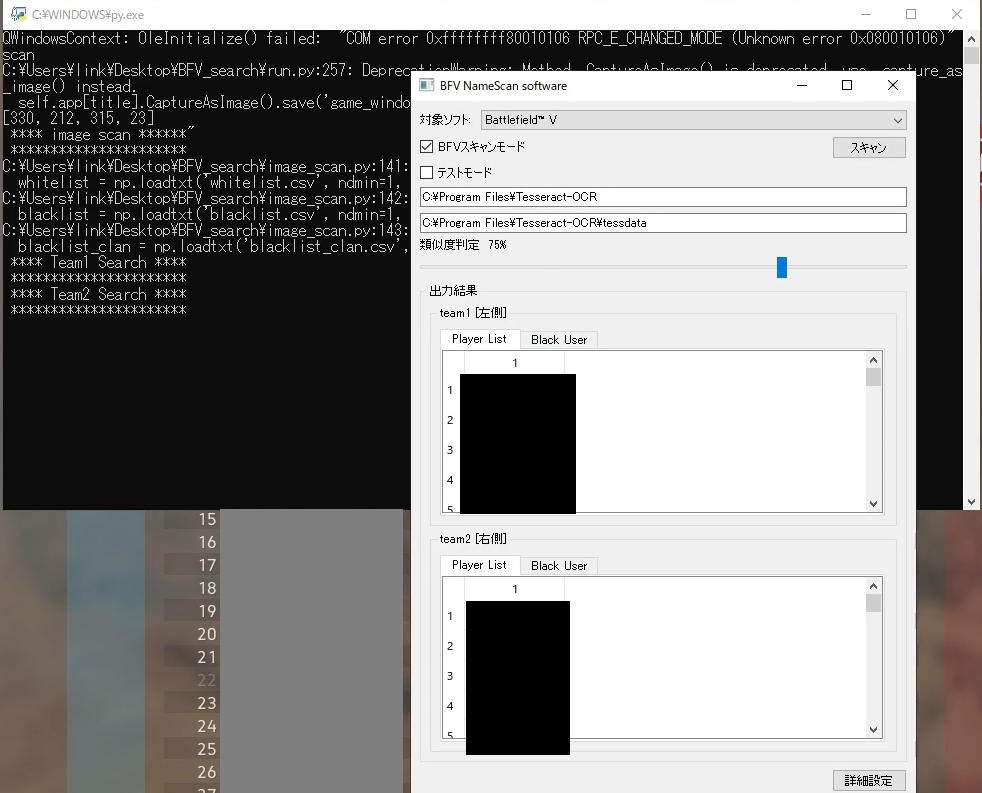 C:¥WINDOWS¥py.exe
QWindowsContext: OleInitialize() failed:  "COM error 0xffffffff80010106 RPC_E_CHANGED_MODE (Unknown error 0x080010106)"
scan
C:¥Users¥link¥Desktop¥BFV_search¥run.py:257: DeprecationWarning: Method .CaptureAsImage() is deprecated, use .capture_as
_image() instead.
self.app[title].CaptureAsImage().save('game_windo
[330, 212, 315, 23]
**** image scan ******"
**********************
C:¥Users¥link¥Desktop¥BFV_search¥image_scan.py:141:
whitelist = np.loadtxt('whitelist.csv', ndmin=1,
C:¥Users¥link¥Desktop¥BFV_search¥image_scan.py:142:
blacklist = np.loadtxt('blacklist.csv', ndmin=1,
C:¥Users¥link¥Desktop¥BFV_search¥image_scan.py:143:
blacklist_clan = np.loadtxt('blacklist_clan.csv',
**** Team1 Search ****
**********************
**** Team2 Search ****
**********************
BFV NameScan software
対象ソフト: Battlefield™ V
BFVスキャンモード
スキャン
テストモード
C:¥Program Files¥Tesseract-OCR
C:¥Program Files¥Tesseract-OCR¥tessdata
類似度判定 75%
出力結果
team1 [左側]
Player List Black User
1
1
2
3
4
5
team2 [右側]
Player List Black User
1
1
2
3
4
5
詳細設定
15
16
17
18
19
20
21
22
23
24
25
26
27